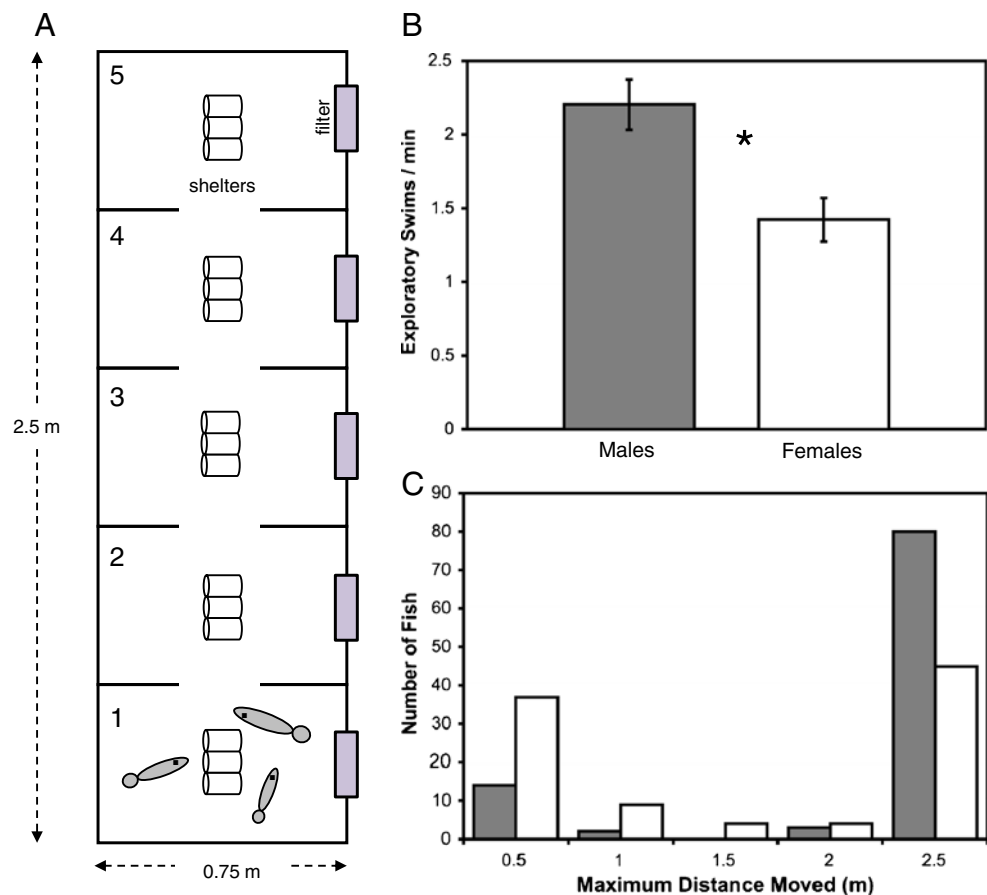 A
5
filter
shelters
4
3
2.5 m
2
1
0.75 m
B
2.5
2
1.5
1
0.5
0
Exploratory Swims / min
*
Males
Females
C
90
80
70
60
50
40
30
20
10
0
Number of Fish
0.5
1
1.5
2
2.5
Maximum Distance Moved (m)